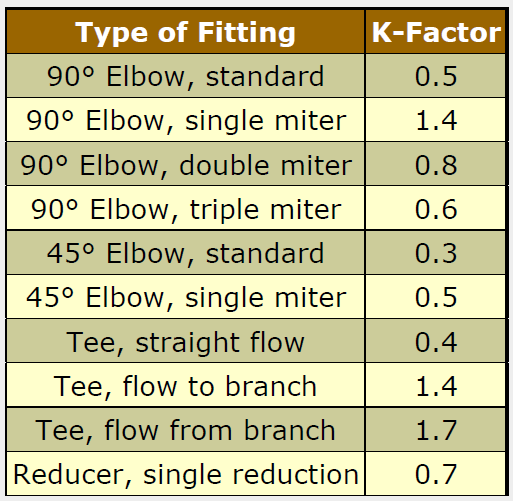 Type of Fitting K-Factor
90° Elbow, standard 0.5
90° Elbow, single miter 1.4
90° Elbow, double miter 0.8
90° Elbow, triple miter 0.6
45° Elbow, standard 0.3
45° Elbow, single miter 0.5
Tee, straight flow 0.4
Tee, flow to branch 1.4
Tee, flow from branch 1.7
Reducer, single reduction 0.7